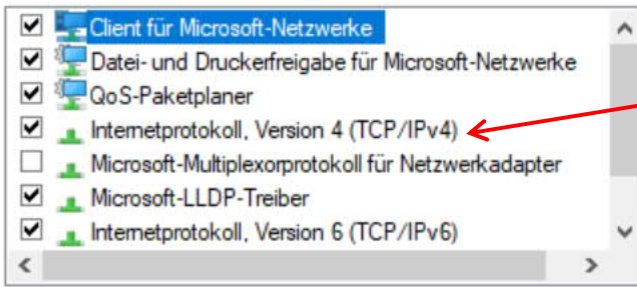 Client für Microsoft-Netzwerke
Datei- und Druckerfreigabe für Microsoft-Netzwerke
QoS-Paketplaner
Internetprotokoll, Version 4 (TCP/IPv4)
Microsoft-Multiplexorprotokoll für Netzwerkadapter
Microsoft-LLDP-Treiber
Internetprotokoll, Version 6 (TCP/IPv6)